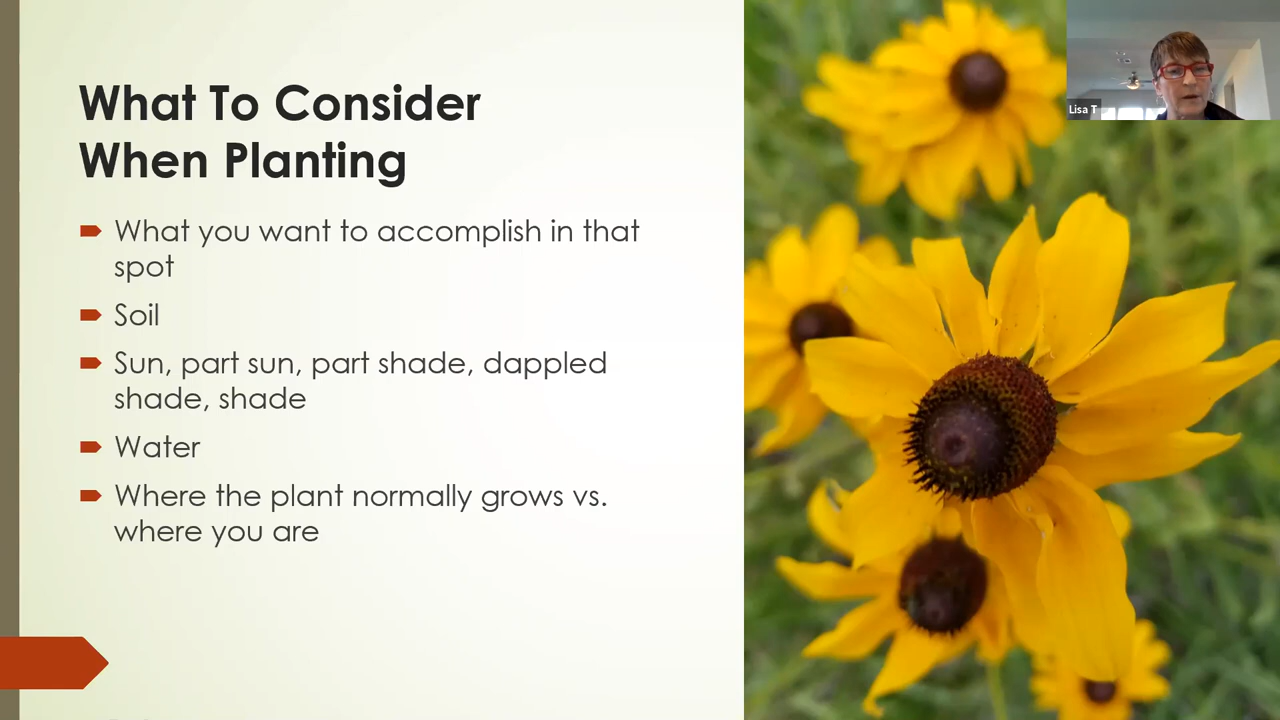 What To Consider
When Planting
What you want to accomplish in that
spot
Soil
Sun, part sun, part shade, dappled
shade, shade
Water
Where the plant normally grows vs.
where you are
Lisa T